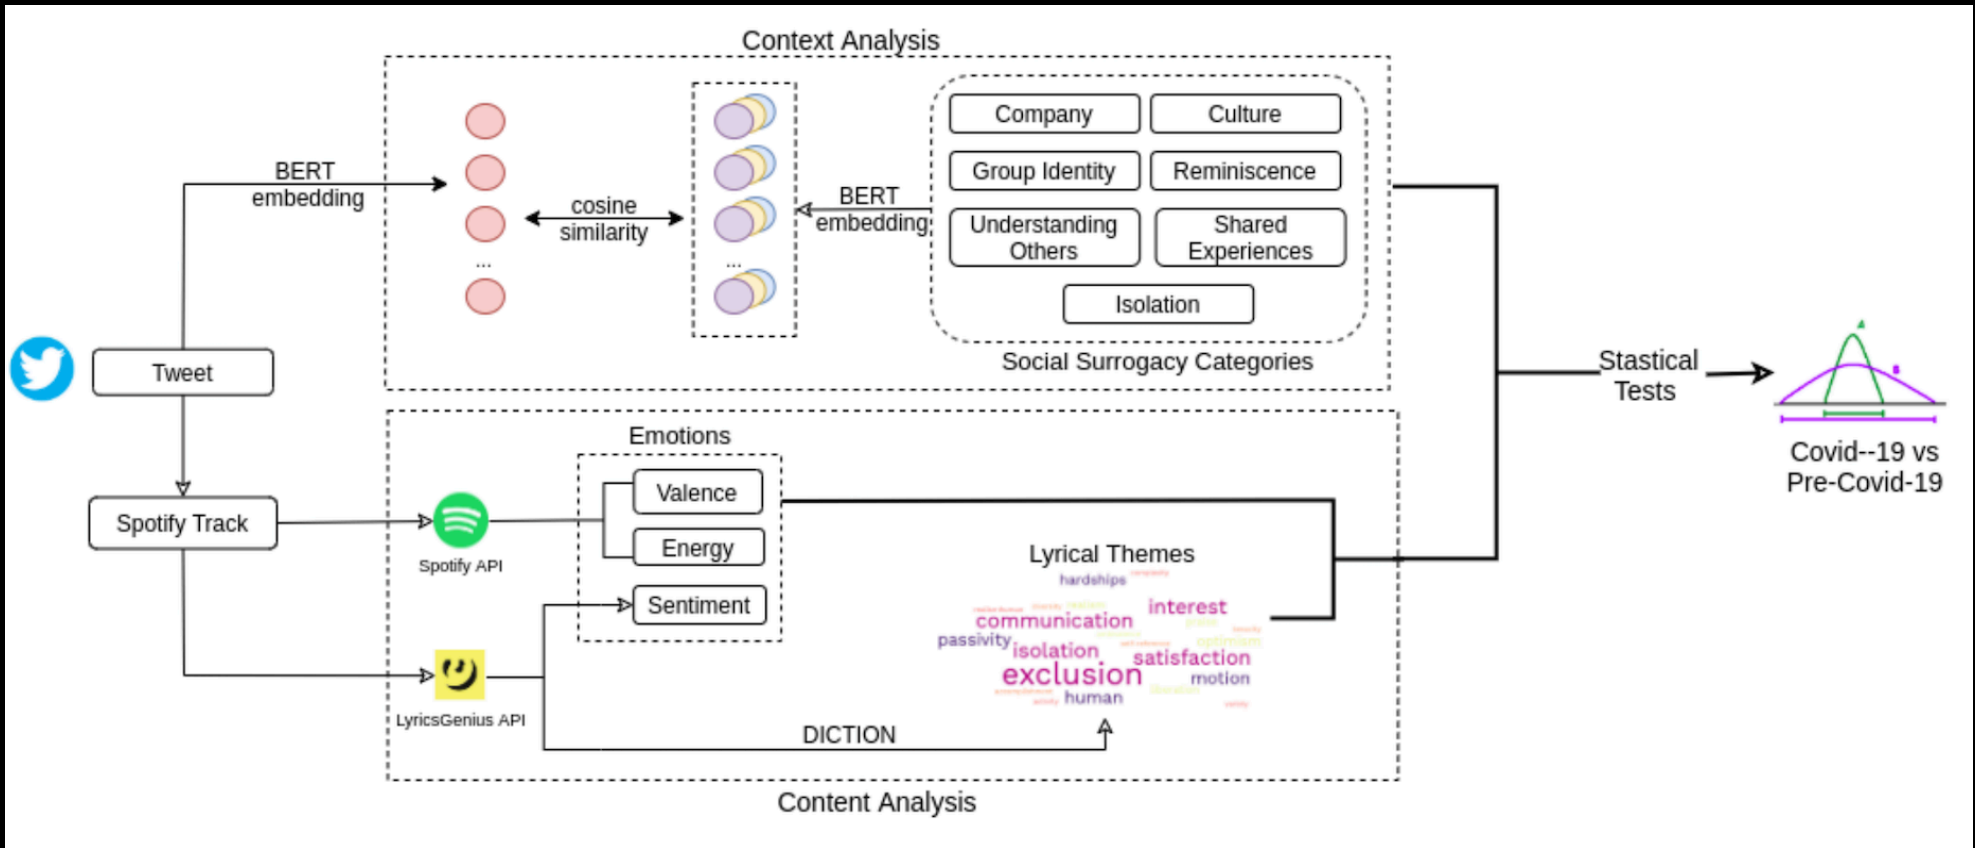 Context Analysis
BERT
embedding
cosine
similarity
...
...
BERT
embedding
Company
Culture
Group Identity
Reminiscence
Understanding
Others
Shared
Experiences
Isolation
Social Surrogacy Categories
Tweet
Spotify Track
Spotify API
LyricsGenius API
Emotions
Valence
Energy
Sentiment
DICTION
Lyrical Themes
hardships
interest
communication
passivity
optimism
isolation
satisfaction
exclusion
motion
human
Content Analysis
Stastical
Tests
A
B
Covid--19 vs
Pre-Covid-19